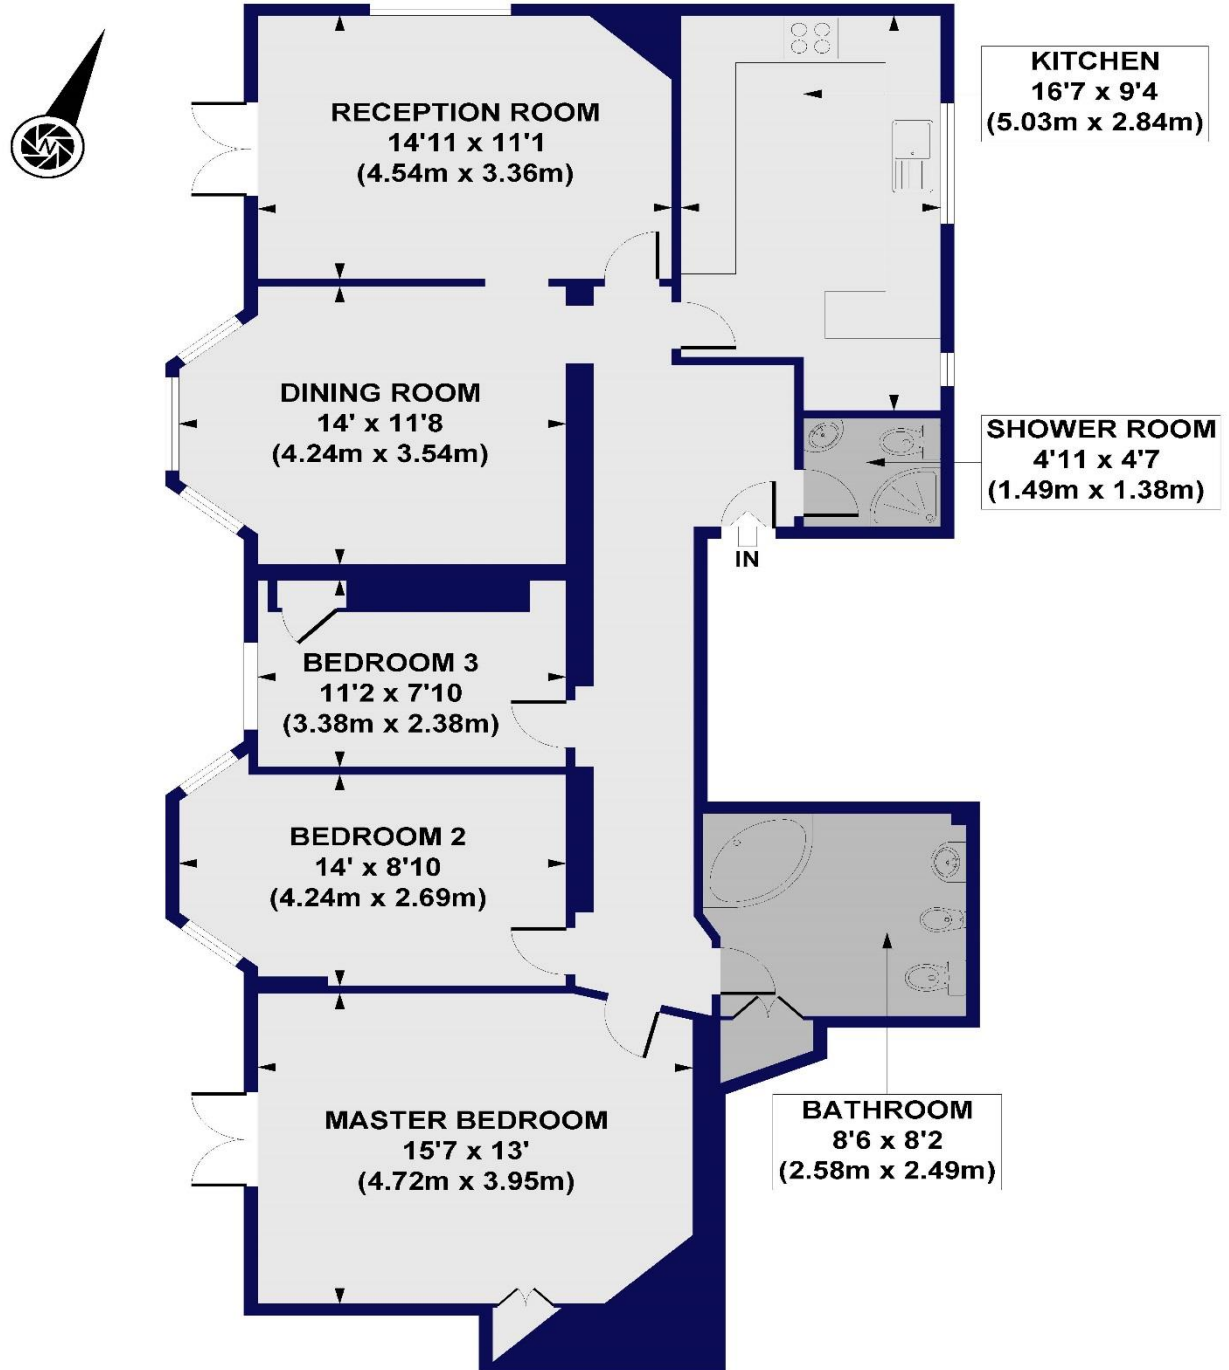 RECEPTION ROOM
14'11 x 11'1
(4.54m x 3.36m)
KITCHEN
16'7 x 9'4
(5.03m x 2.84m)
N
DINING ROOM
14' x 11'8
(4.24m x 3.54m)
SHOWER ROOM
4'11 x 4'7
(1.49m x 1.38m)
IN
BEDROOM 3
11'2 x 7'10
(3.38m x 2.38m)
BEDROOM 2
14' x 8'10
(4.24m x 2.69m)
MASTER BEDROOM
15'7 x 13'
(4.72m x 3.95m)
BATHROOM
8'6 x 8'2
(2.58m x 2.49m)